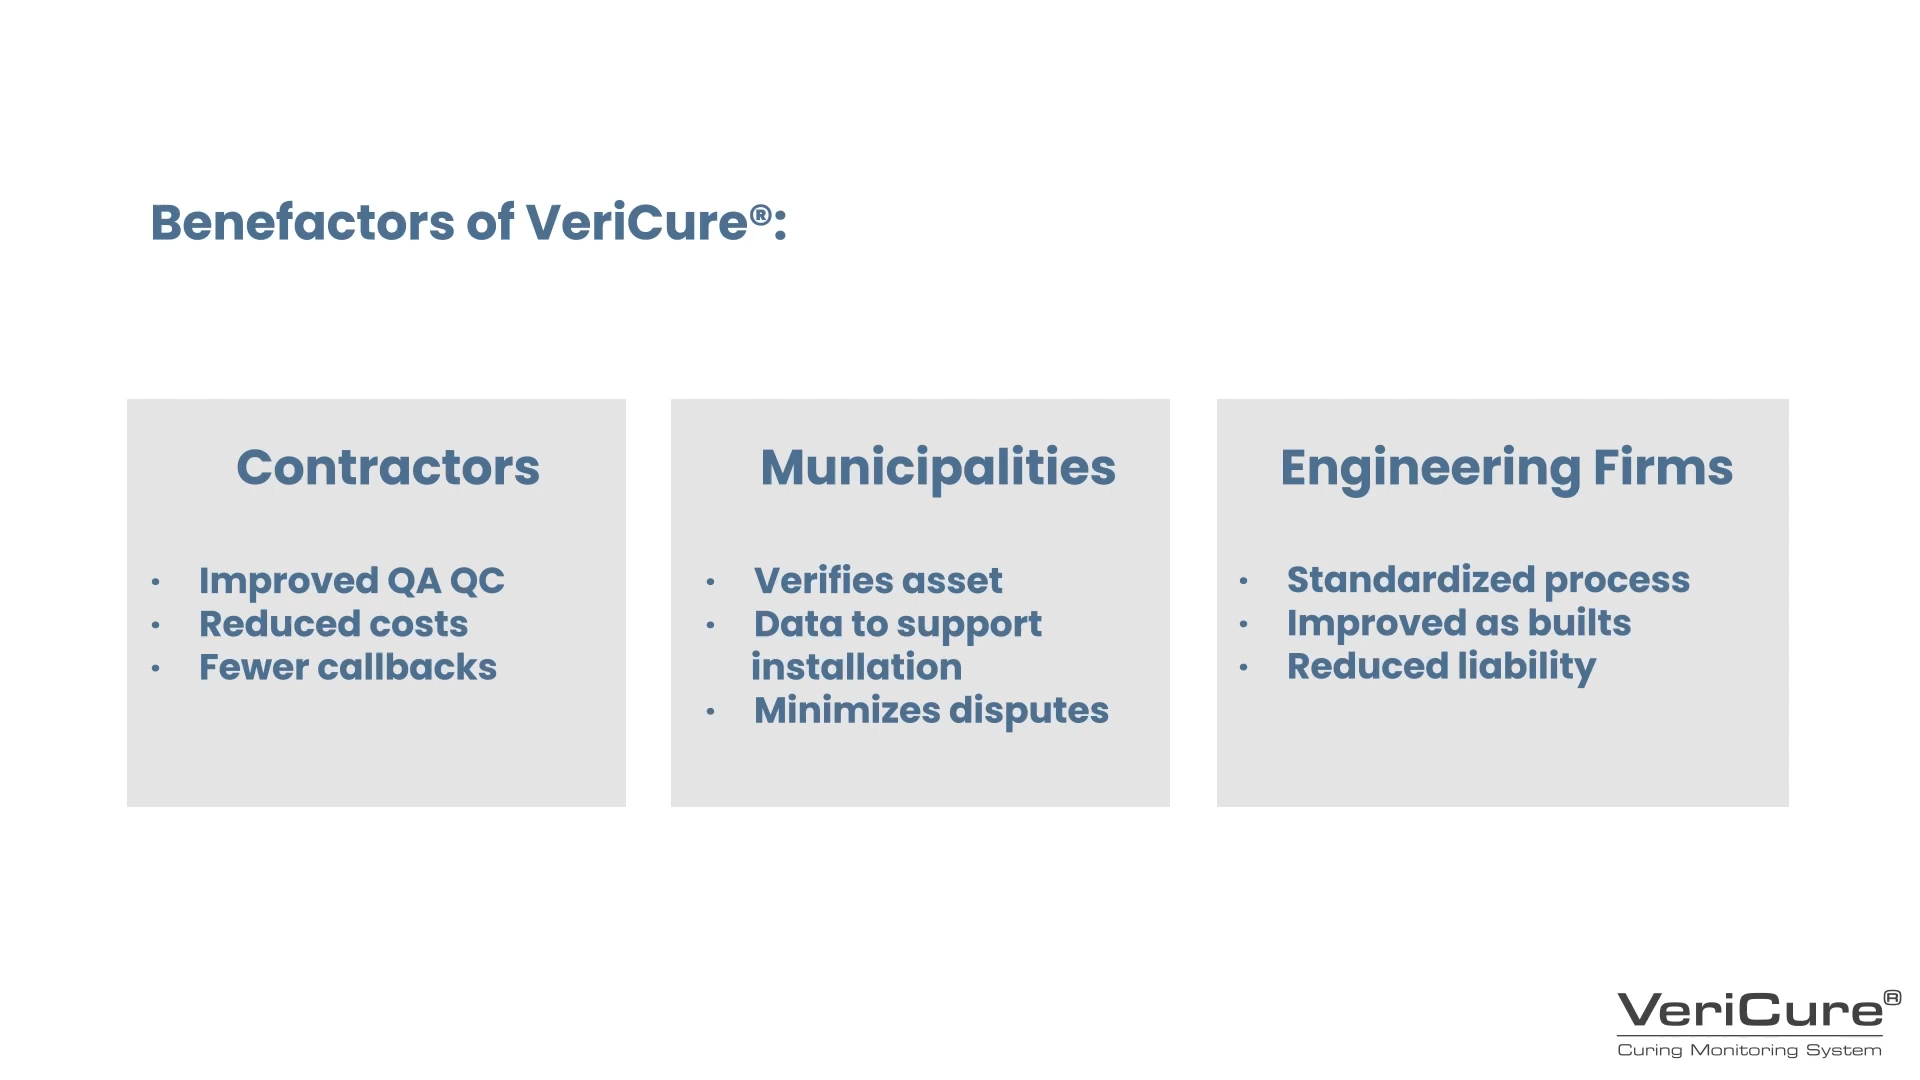 Benefactors of VeriCure®:
Contractors
• Improved QA QC
• Reduced costs
• Fewer callbacks
Municipalities
• Verifies asset
• Data to support
installation
• Minimizes disputes
Engineering Firms
• Standardized process
• Improved as builts
• Reduced liability
VeriCure®
Curing Monitoring System